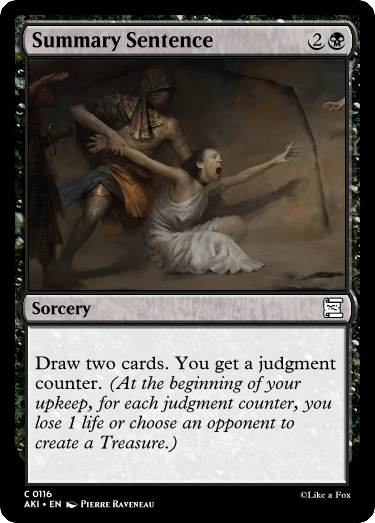 Summary Sentence 2
Sorcery
Draw two cards. You get a judgment
counter. (At the beginning of your
upkeep, for each judgment counter, you
lose 1 life or choose an opponent to
create a Treasure.)
C 0116
AKI • EN Pierre Raveneau
©Like a Fox